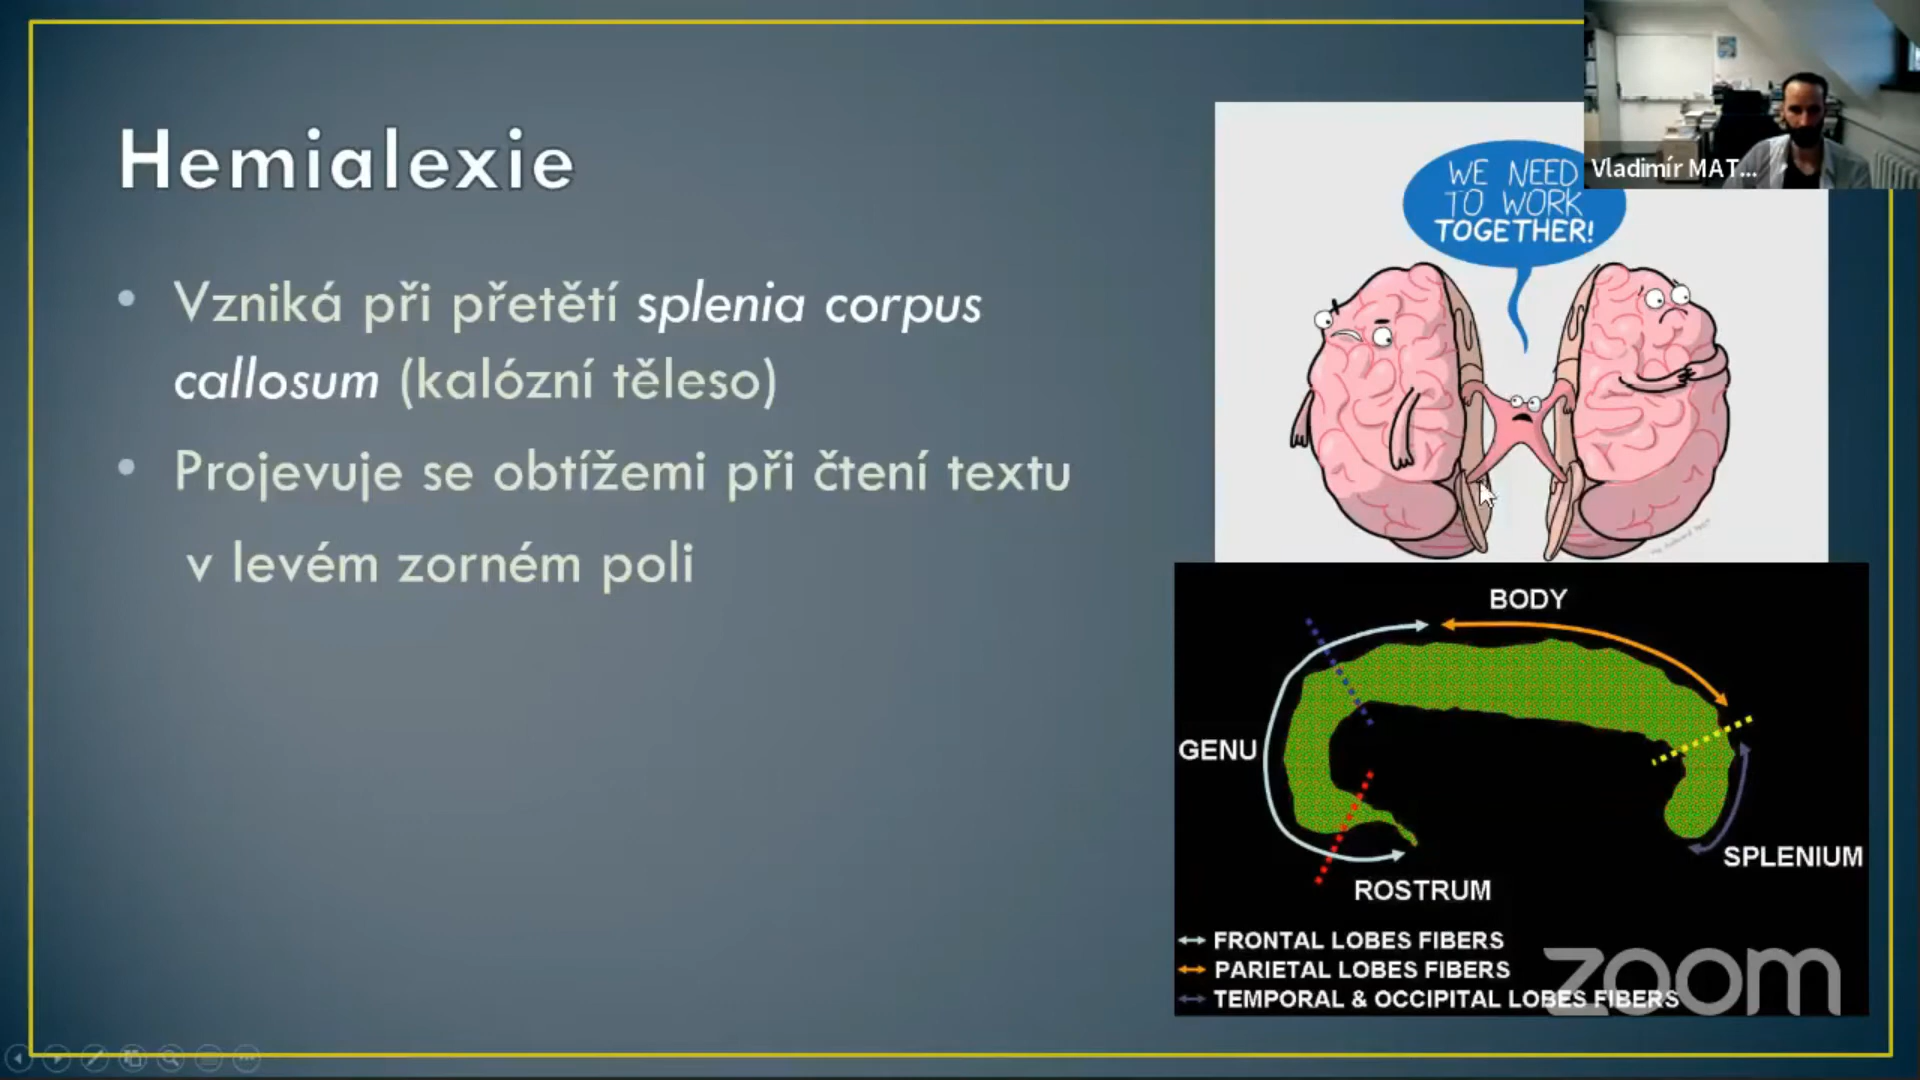 Hemialexie
• Vzniká při přetětí splenia corpus
callosum (kalózní těleso)
• Projevuje se obtížemi při čtení textu
v levém zorném poli
WE NEED
TO WORK
TOGETHER!
Vladimír MAT...
BODY
GENU
SPLENIUM
ROSTRUM
FRONTAL LOBES FIBERS
PARIETAL LOBES FIBERS
TEMPORAL & OCCIPITAL LOBES FIBERS
zoom